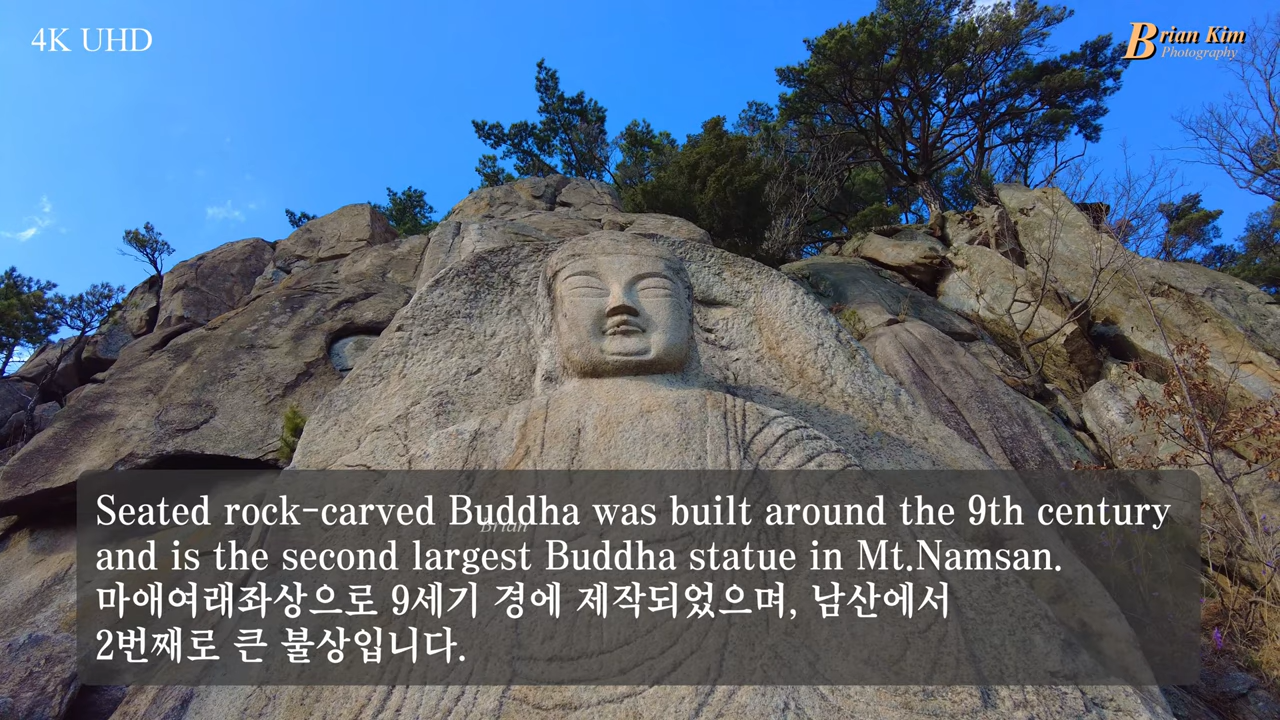 4K UHD
Brian Kim
Photography
Seated rock-carved Buddha was built around the 9th century
Brian
and is the second largest Buddha statue in Mt.Namsan.
마애여래좌상으로 9세기 경에 제작되었으며, 남산에서
2번째로 큰 불상입니다.